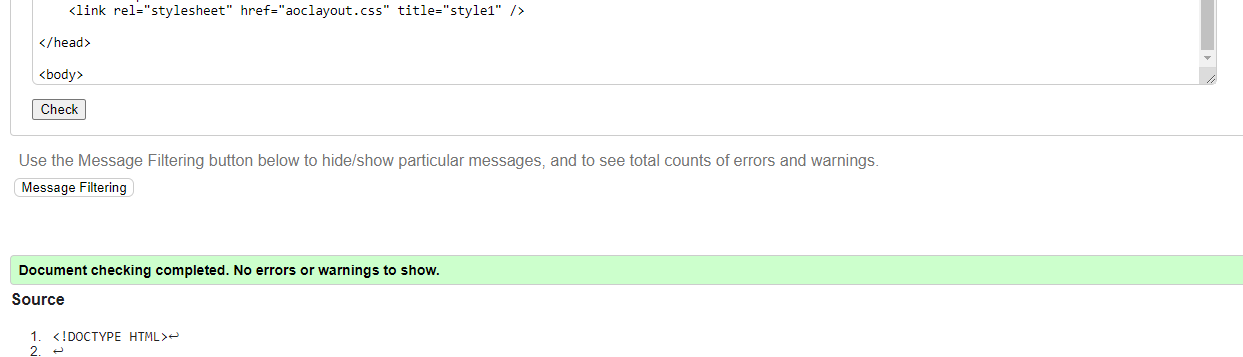 <link rel="stylesheet" href="aoclayout.css" title="style1" />
</head>
<body>
Check
Use the Message Filtering button below to hide/show particular messages, and to see total counts of errors and warnings.
Message Filtering
Document checking completed. No errors or warnings to show.
Source
1. <!DOCTYPE HTML>↩
2. ↩